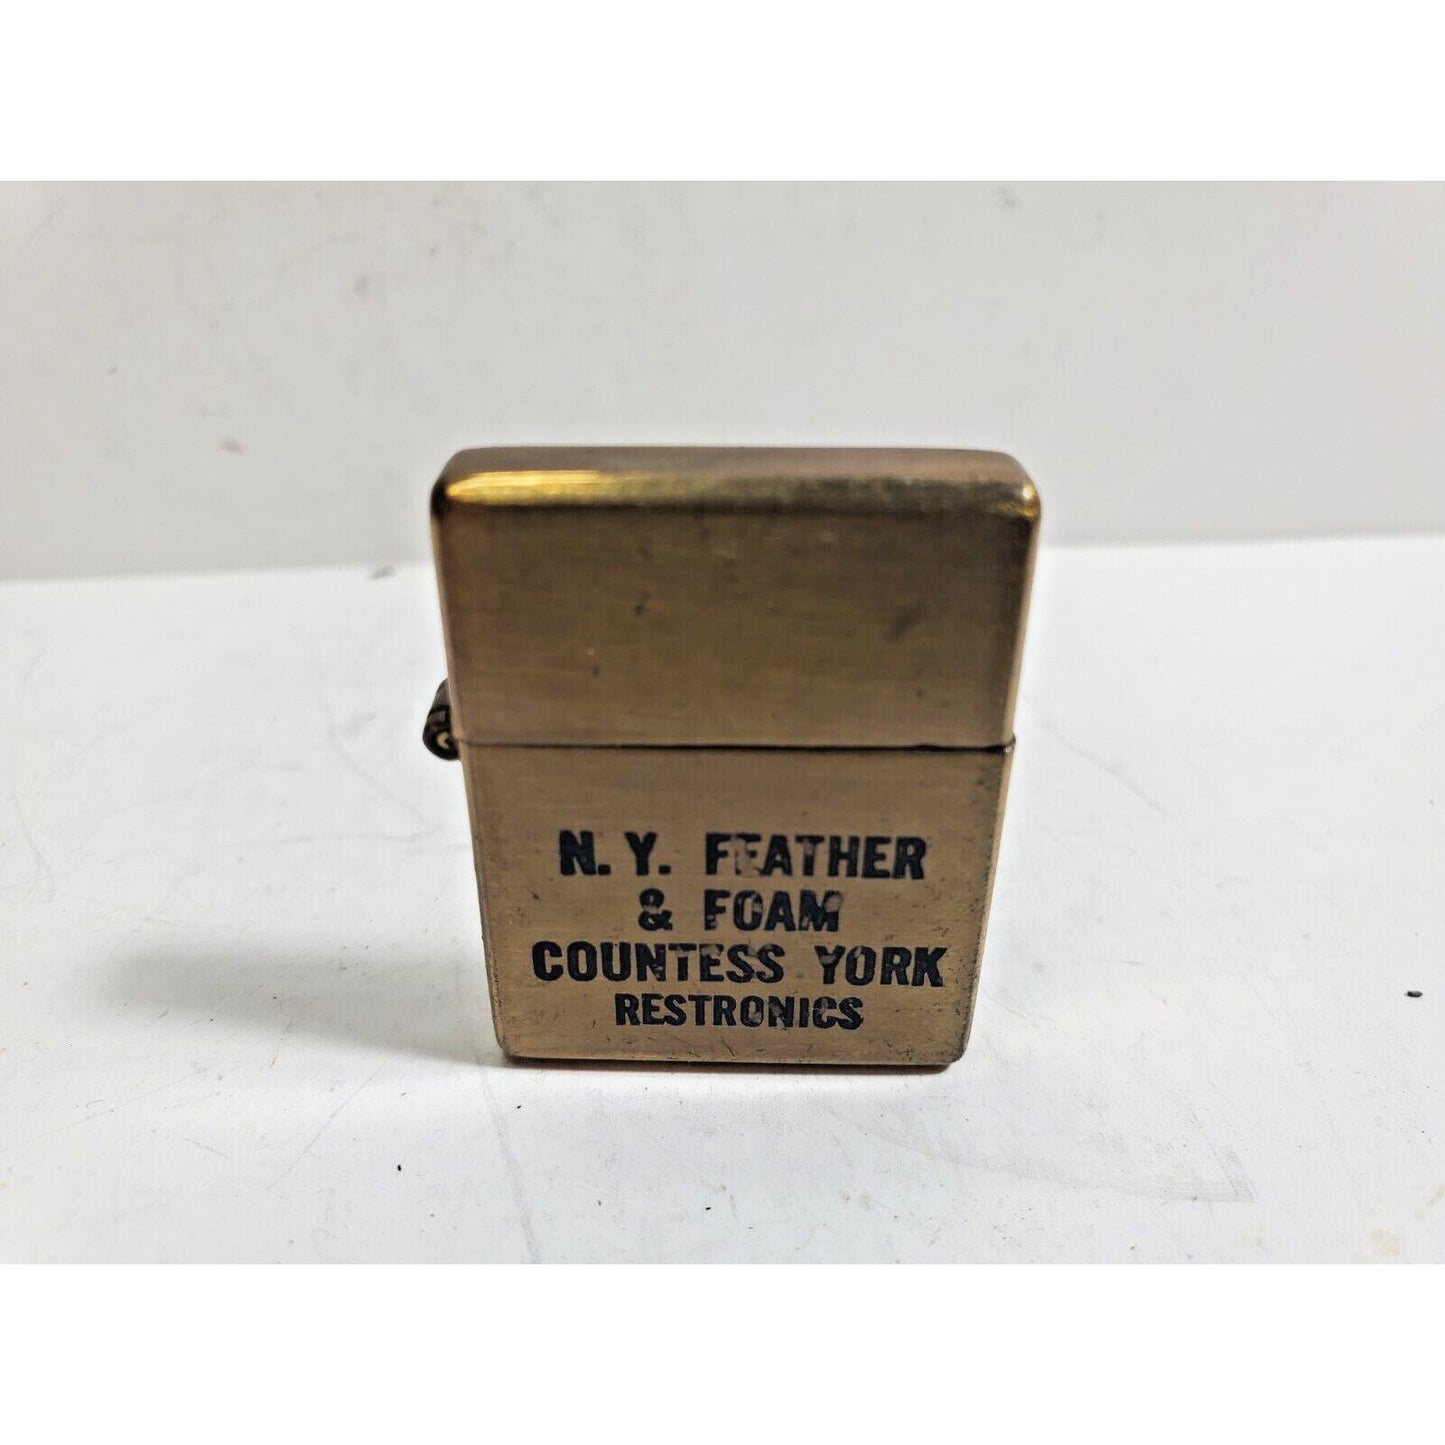 N. Y. FEATHER
& FOAM
COUNTESS YORK
RESTRONICS